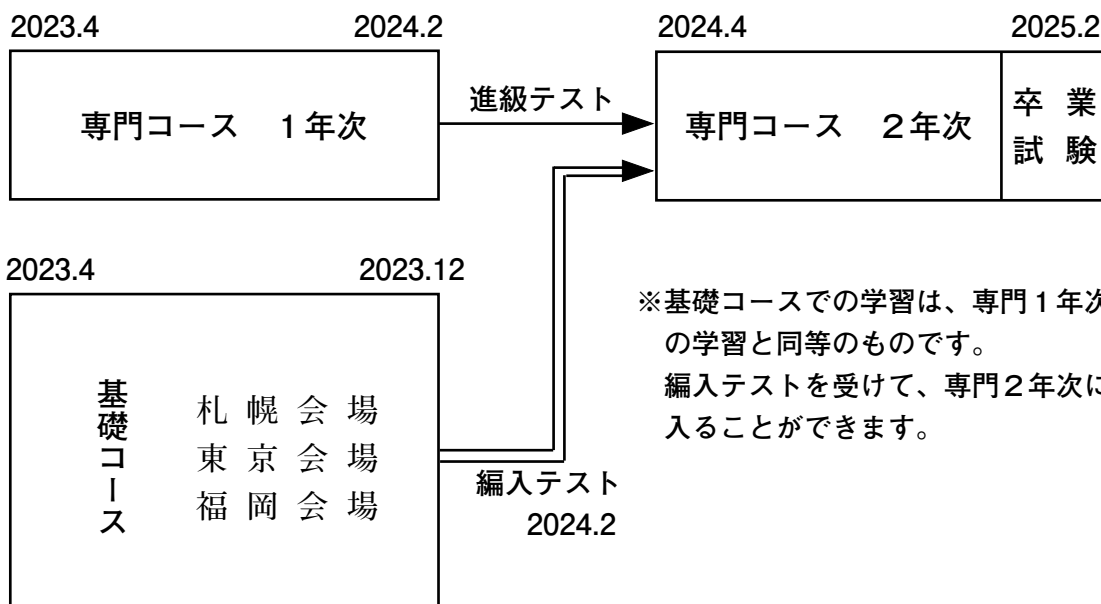 2023.4
2024.2
専門コース 1年次
進級テスト
2024.4
2025.2
専門コース 2年次
卒業
試験
2023.4
2023.12
基礎コース
札幌会場
東京会場
福岡会場
編入テスト
2024.2
※基礎コースでの学習は、専門1年次
の学習と同等のものです。
編入テストを受けて、専門2年次に
入ることができます。